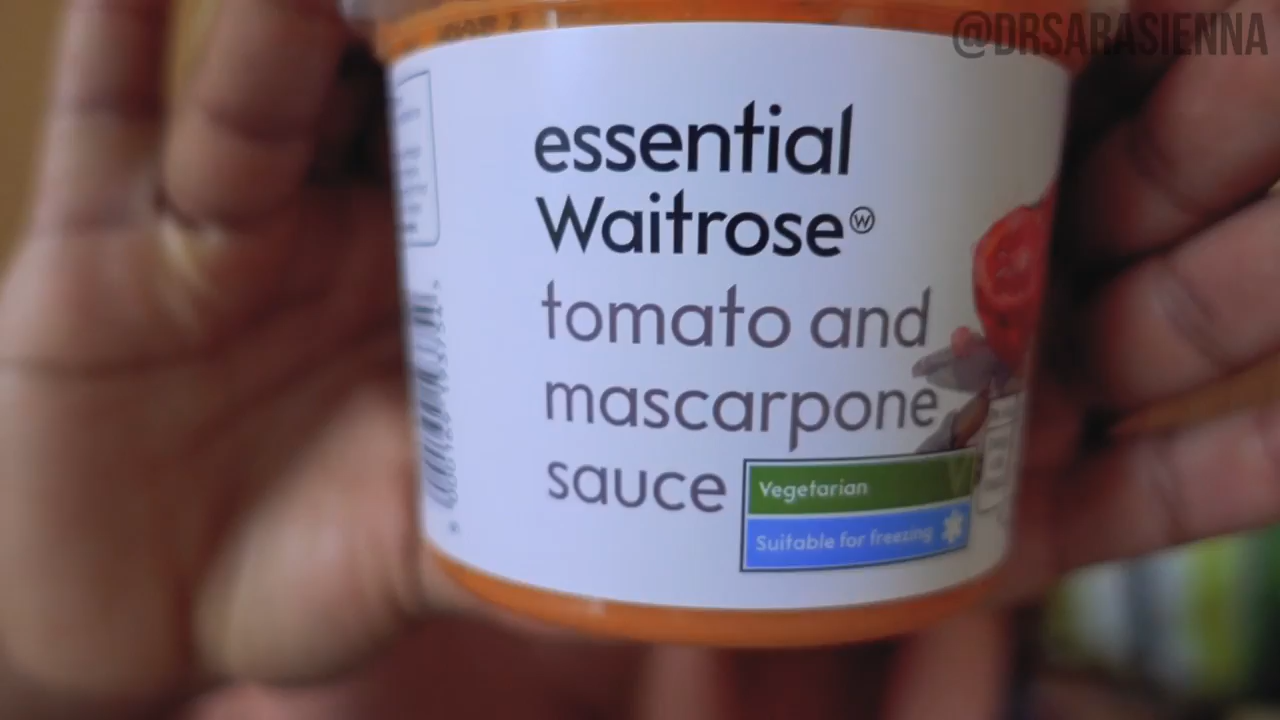 @DRSARASIENNA
essential
Waitrose
tomato and
mascarpone
sauce
Vegetarian
V
Suitable for freezing